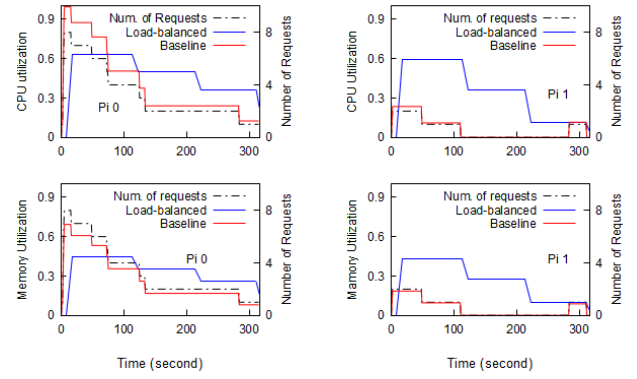 CPU Utilization
0.9
0.6
0.3
0
Num. of Requests
Load-balanced
Baseline
Pi 0
8
4
0
Number of Requests
0 100 200 300
CPU Utilization
0.9
0.6
0.3
0
Num. of requests
Load-balanced
Baseline
Pi 1
8
4
0
Number of Requests
0 100 200 300
Memory Utilization
0.9
0.6
0.3
0
Num. of requests
Load-balanced
Baseline
Pi 0
8
4
0
Number of Requests
0 100 200 300
Time (second)
Memory Utilization
0.9
0.6
0.3
0
Num. of requests
Load-balanced
Baseline
Pi 1
8
4
0
Number of Requests
0 100 200 300
Time (second)